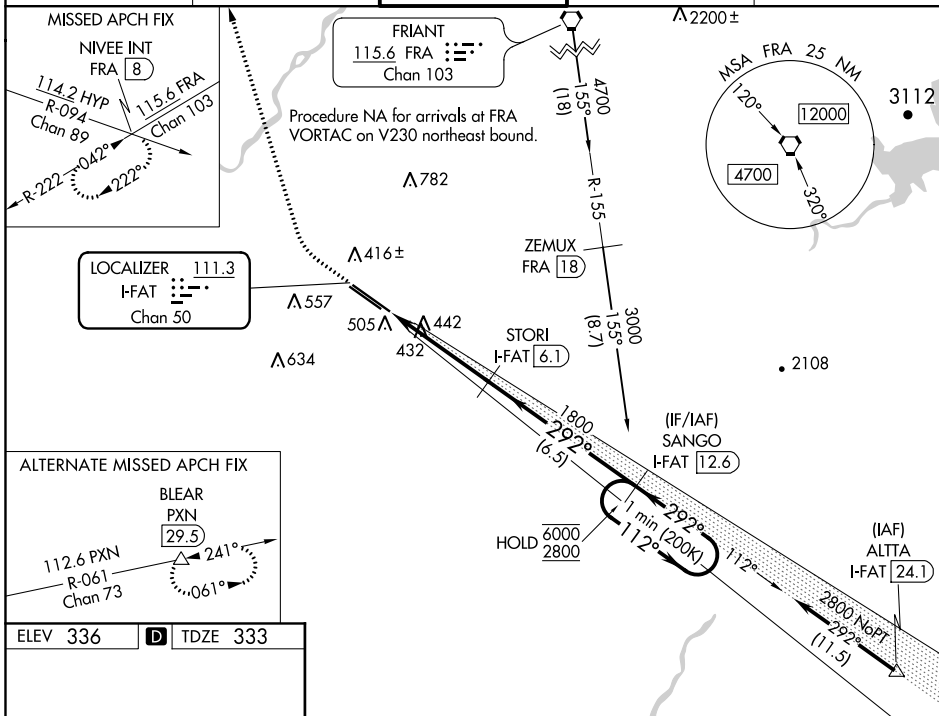 MISSED APCH FIX
NIVEE INT
FRA 8
114.2 HYP
R-094
Chan 89
115.6 FRA
Chan 103
R-222
042°
222°
FRIANT
115.6 FRA
Chan 103
Procedure NA for arrivals at FRA
VORTAC on V230 northeast bound.
2200±
4700
155°
(18)
R-155
MSA FRA 25 NM
120°
12000
4700
320°
3112
782
ZEMUX
FRA 18
3000
155°
(8.7)
LOCALIZER 111.3
I-FAT
Chan 50
416±
557
505
442
432
634
STORI
I-FAT 6.1
2108
1800
292°
(6.5)
(IF/IAF)
SANGO
I-FAT 12.6
HOLD 6000
2800
1 min (200K)
292°
112°
112°
(IAF)
ALTTA
I-FAT 24.1
2800 NoPT
292°
(11.5)
ALTERNATE MISSED APCH FIX
BLEAR
PXN
29.5
112.6 PXN
R-061
Chan 73
241°
061°
ELEV 336 D TDZE 333